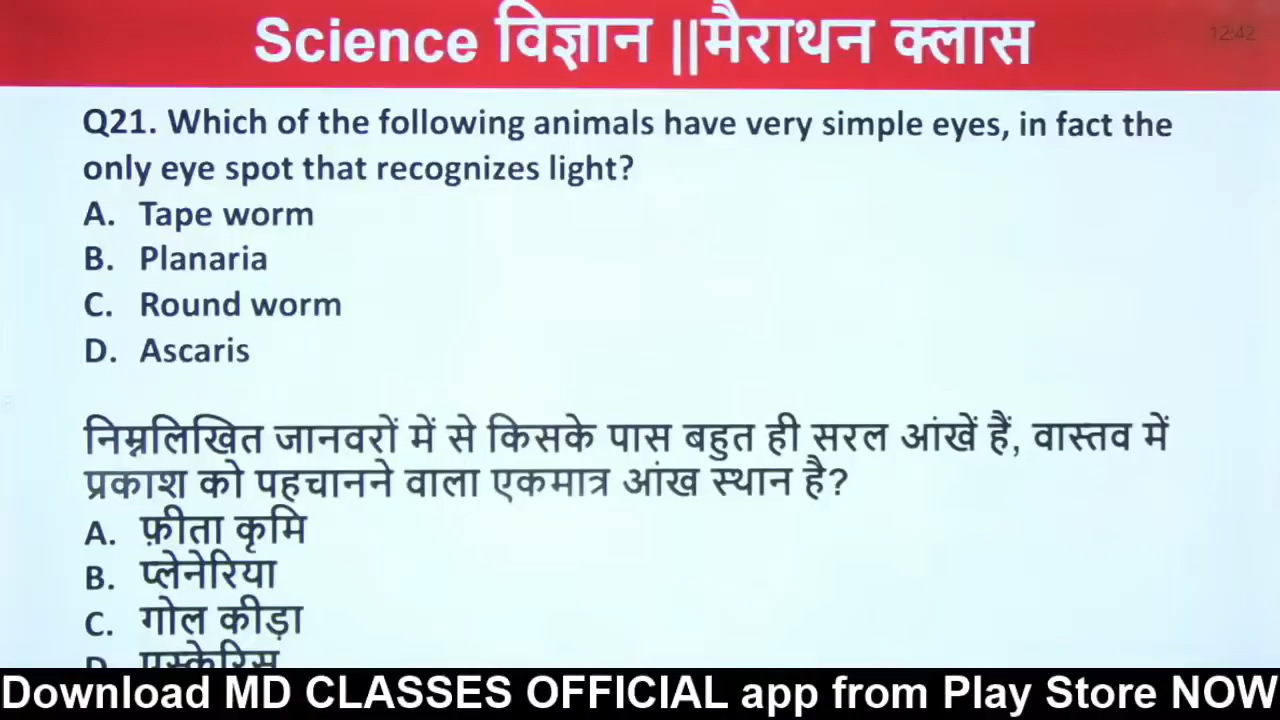 Science विज्ञान ||मैराथन क्लास
12:42
Q21. Which of the following animals have very simple eyes, in fact the
only eye spot that recognizes light?
A. Tape worm
B. Planaria
C. Round worm
D. Ascaris
निम्नलिखित जानवरों में से किसके पास बहुत ही सरल आंखें हैं, वास्तव में
प्रकाश को पहचानने वाला एकमात्र आंख स्थान है?
A. फ़ीता कृमि
B. प्लेनेरिया
C. गोल कीड़ा
D. एस्केरिस
Download MD CLASSES OFFICIAL app from Play Store NOW